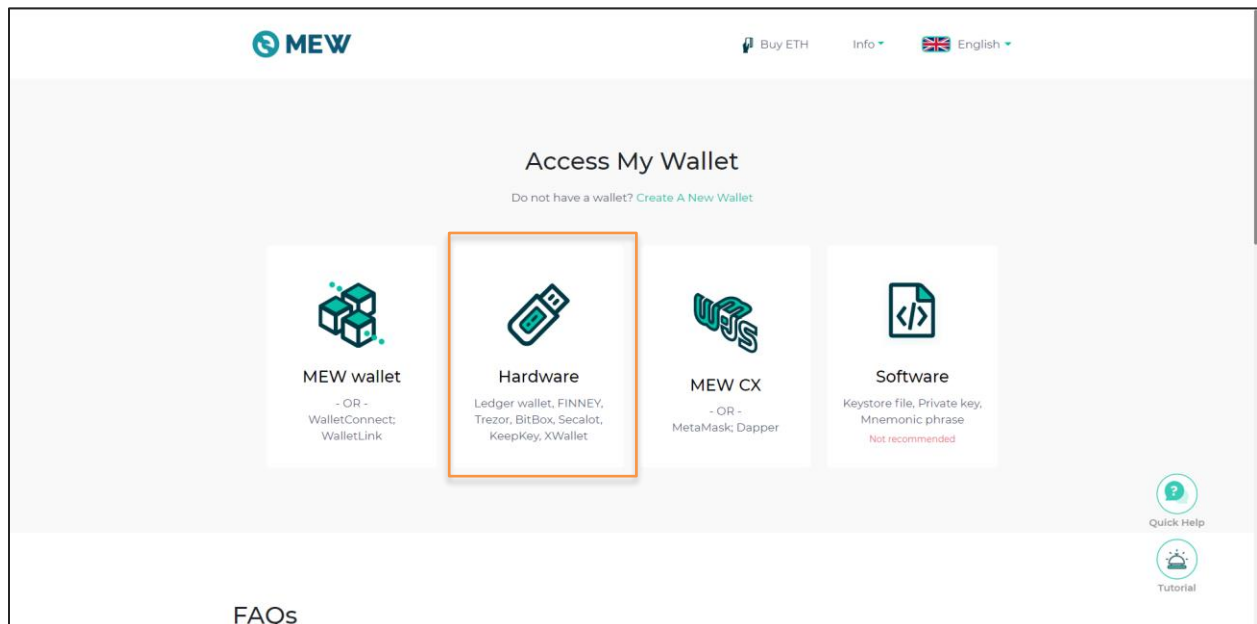 MEW
Buy ETH
Info
English
Access My Wallet
Do not have a wallet? Create A New Wallet
MEW wallet
- OR -
WalletConnect;
WalletLink
Hardware
Ledger wallet, FINNEY,
Trezor, BitBox, Secalot,
KeepKey, XWallet
MEW CX
- OR -
MetaMask; Dapper
Software
Keystore file, Private key,
Mnemonic phrase
Not recommended
?
Quick Help
Tutorial
FAQs